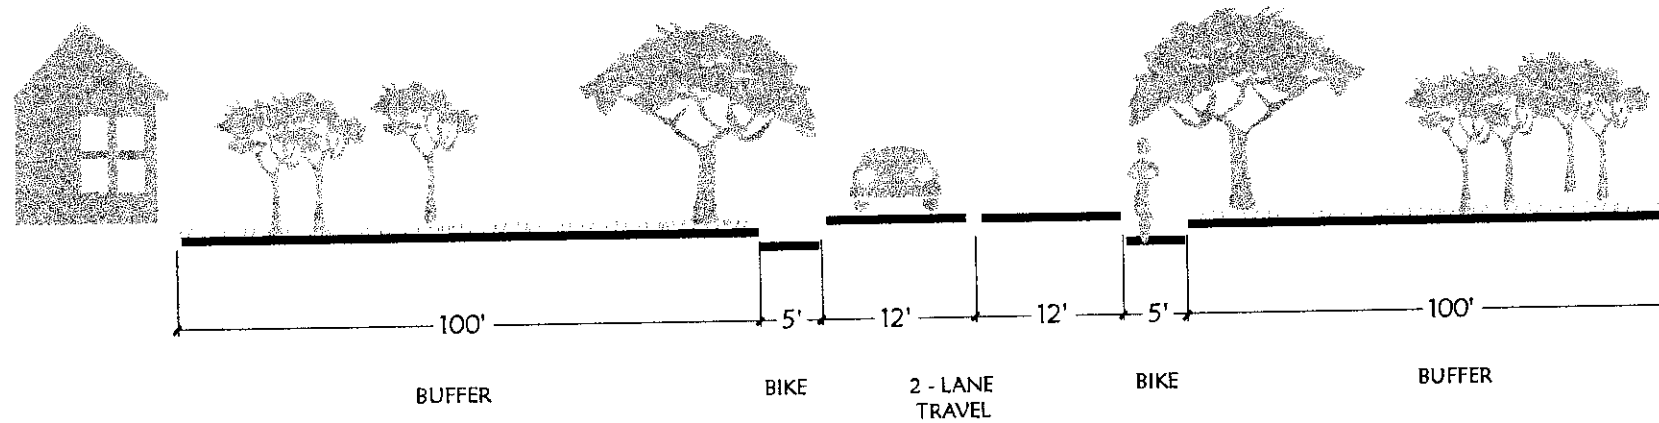 100' 5' 12' 12' 5' 100'
BUFFER BIKE 2 - LANE BIKE BUFFER
TRAVEL